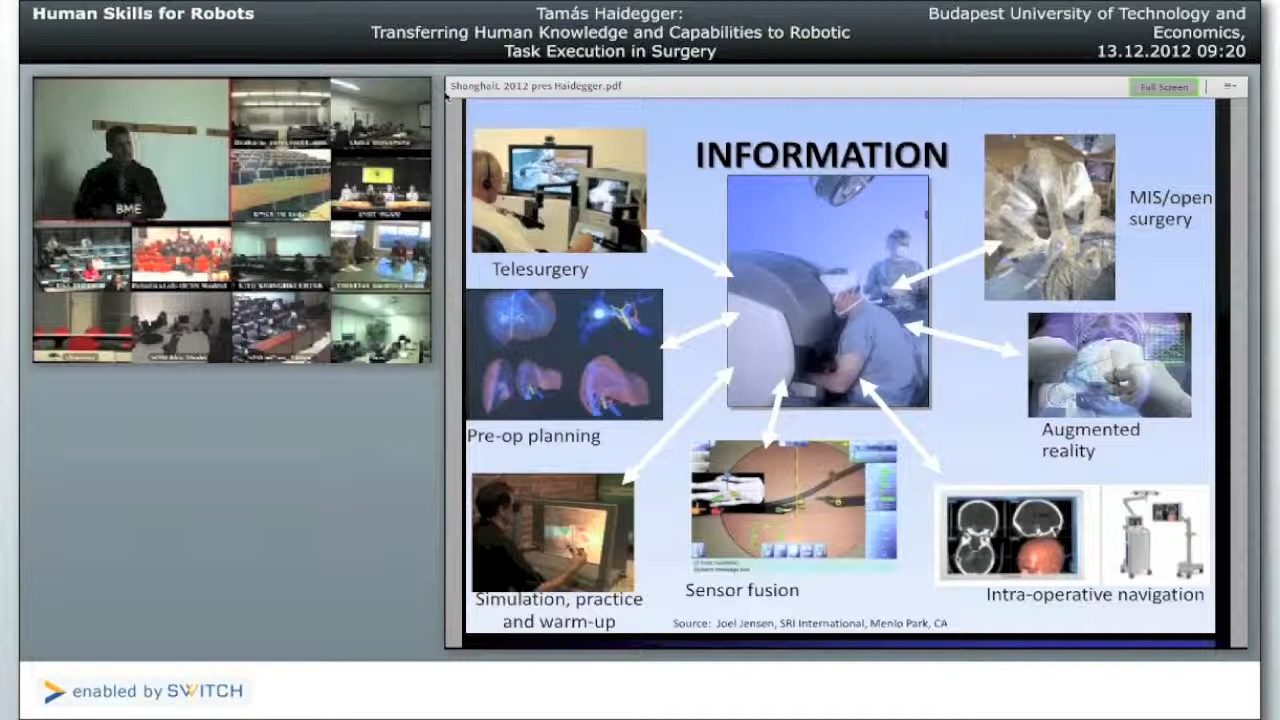 Human Skills for Robots
Tamás Haidegger:
Transferring Human Knowledge and Capabilities to Robotic
Task Execution in Surgery
Budapest University of Technology and
Economics,
13.12.2012 09:20
ShanghaiL 2012 pres Haidegger.pdf
Full Screen
BME
INFORMATION
Telesurgery
MIS/open
surgery
Pre-op planning
Augmented
reality
Simulation, practice
and warm-up
Sensor fusion
Intra-operative navigation
Source: Joel Jensen, SRI International, Menlo Park, CA
enabled by SWITCH